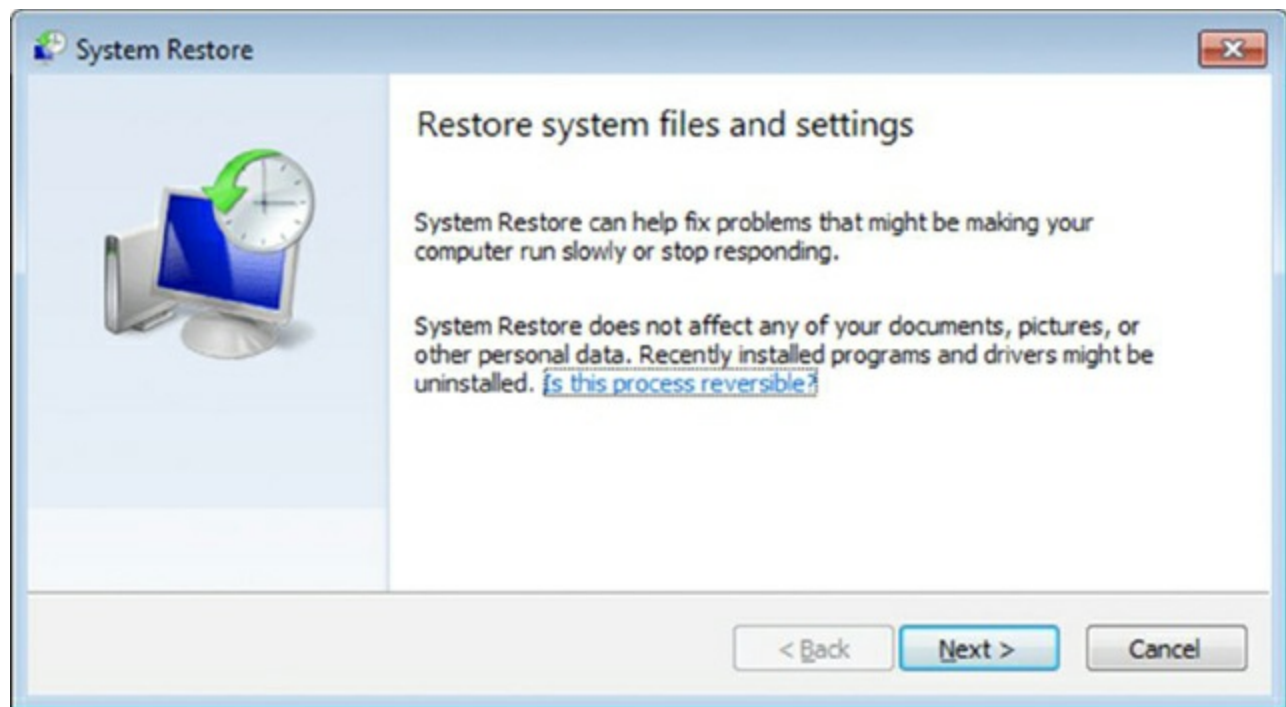 System Restore
Restore system files and settings
System Restore can help fix problems that might be making your
computer run slowly or stop responding.
System Restore does not affect any of your documents, pictures, or
other personal data. Recently installed programs and drivers might be
uninstalled. Is this process reversible?
< Back Next > Cancel